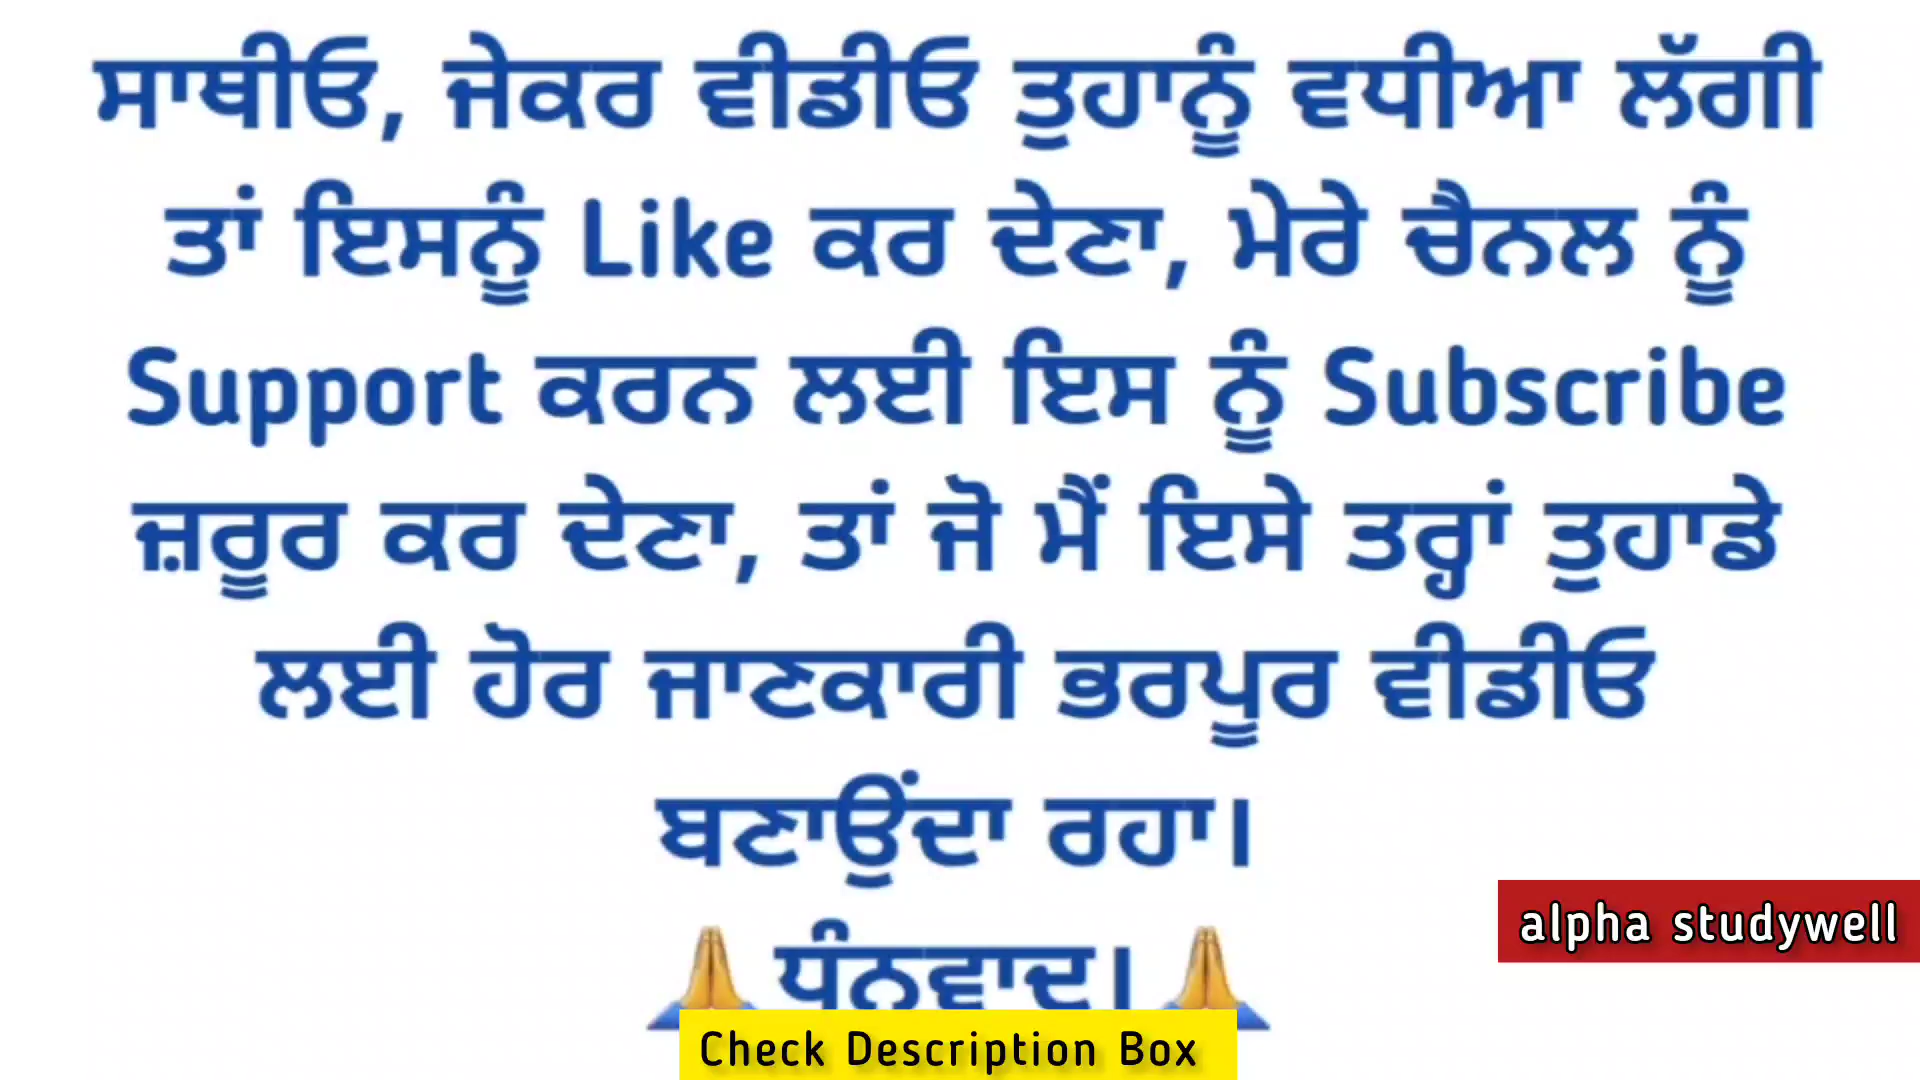 ਸਾਥੀਓ, ਜੇਕਰ ਵੀਡੀਓ ਤੁਹਾਨੂੰ ਵਧੀਆ ਲੱਗੀ
ਤਾਂ ਇਸਨੂੰ Like ਕਰ ਦੇਣਾ, ਮੇਰੇ ਚੈਨਲ ਨੂੰ
Support ਕਰਨ ਲਈ ਇਸ ਨੂੰ Subscribe
ਜ਼ਰੂਰ ਕਰ ਦੇਣਾ, ਤਾਂ ਜੋ ਮੈਂ ਇਸੇ ਤਰ੍ਹਾਂ ਤੁਹਾਡੇ
ਲਈ ਹੋਰ ਜਾਣਕਾਰੀ ਭਰਪੂਰ ਵੀਡੀਓ
ਬਣਾਉਂਦਾ ਰਹਾ।
🙏ਧੰਨਵਾਦ।🙏
alpha studywell
Check Description Box